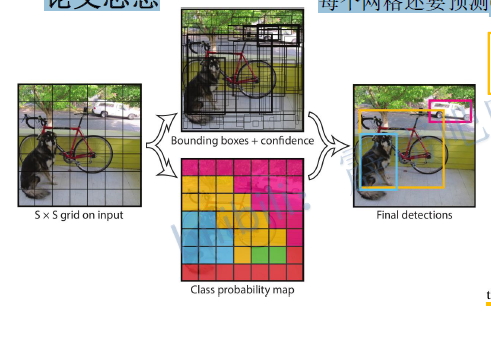 论文思想
每个网格还要预测
Bounding boxes + confidence
S × S grid on input
Final detections
Class probability map